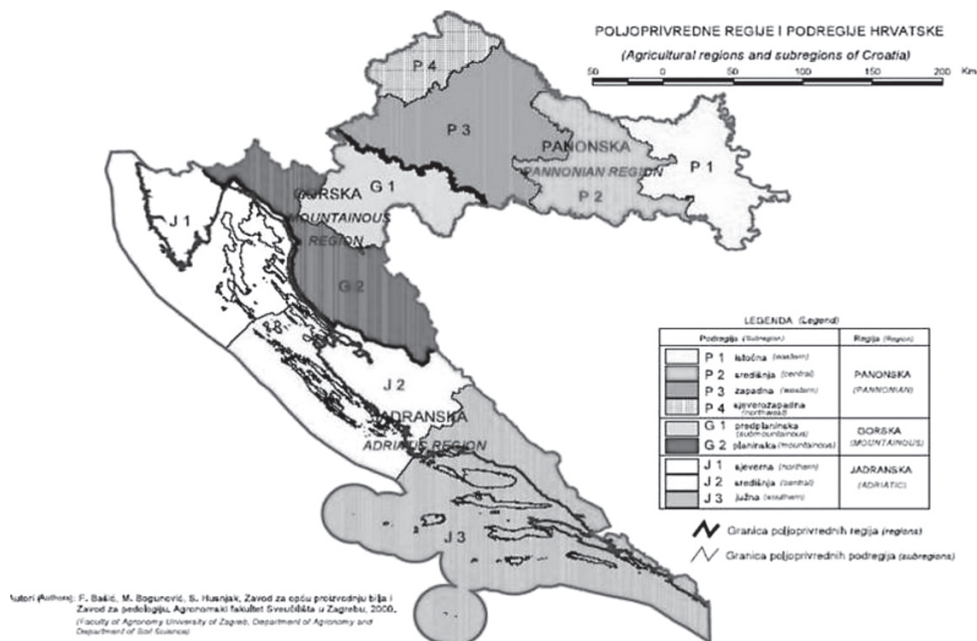 POLJOPRIVREDNE REGIJE I PODREGIJE HRVATSKE
(Agricultural regions and subregions of Croatia)
50 0 50 100 150 200 Km
P 4
P 3
PANONSKA
PANNONIAN REGION
P 2
P 1
GORSKA
MOUNTAINOUS
REGION
G 1
G 2
J 1
J 2
JADRANSKA
ADRIATIC REGION
J 3
LEGENDA (Legend)
Podregija (Subregion) Regija (Region)
P 1 istočna (eastern)
P 2 središnja (central)
P 3 zapadna (western)
P 4 sjeverozapadna
(northwest)
PANONSKA
(PANNONIAN)
G 1 predplaninska
(submountainous)
G 2 planinska (mountainous)
GORSKA
(MOUNTAINOUS)
J 1 sjeverna (northern)
J 2 središnja (central)
J 3 južna (southern)
JADRANSKA
(ADRIATIC)
Granica poljoprivrednih regija (regions)
Granica poljoprivrednih podregija (subregions)
Autori (Authors): F. Bašić, M. Bogunović, S. Husnjak, Zavod za opću proizvodnju bilja i
Zavod za pedologiju, Agronomski fakultet Sveučilišta u Zagrebu, 2000.
(Faculty of Agronomy University of Zagreb, Department of Agronomy and
Department of Soil Science)